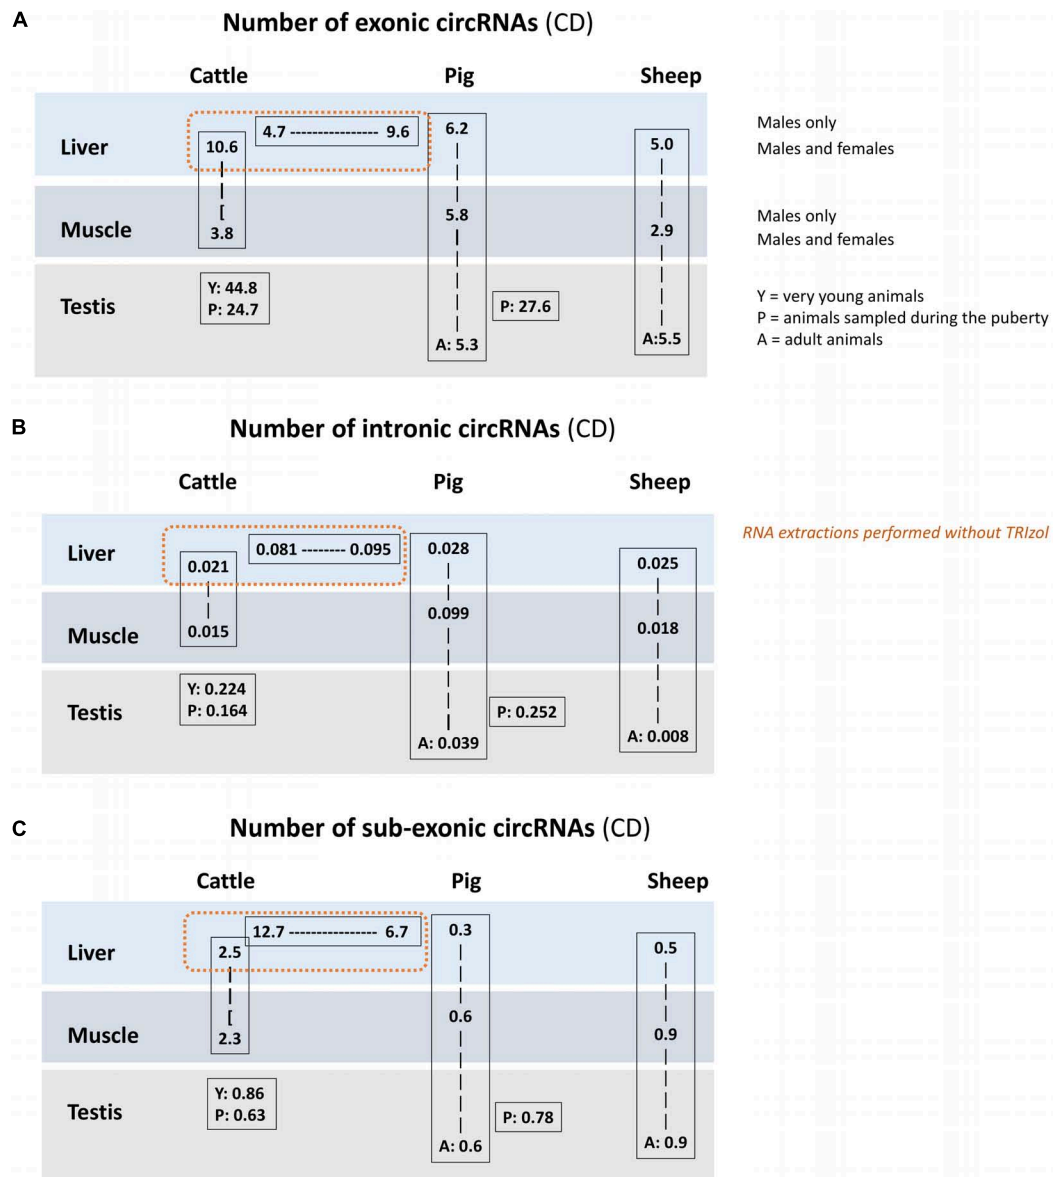 A
Number of exonic circRNAs (CD)
Cattle Pig Sheep
Liver
4.7 ---------------- 9.6
10.6
6.2
5.0
Males only
Males and females
Muscle
[
3.8
5.8
2.9
Males only
Males and females
Testis
Y: 44.8
P: 24.7
P: 27.6
A: 5.3
A:5.5
Y = very young animals
P = animals sampled during the puberty
A = adult animals
B
Number of intronic circRNAs (CD)
Cattle Pig Sheep
RNA extractions performed without TRIzol
Liver
0.081 -------- 0.095
0.021
0.028
0.025
Muscle
0.015
0.099
0.018
Testis
Y: 0.224
P: 0.164
P: 0.252
A: 0.039
A: 0.008
C
Number of sub-exonic circRNAs (CD)
Cattle Pig Sheep
Liver
12.7 ---------------- 6.7
2.5
0.3
0.5
Muscle
[
2.3
0.6
0.9
Testis
Y: 0.86
P: 0.63
P: 0.78
A: 0.6
A: 0.9